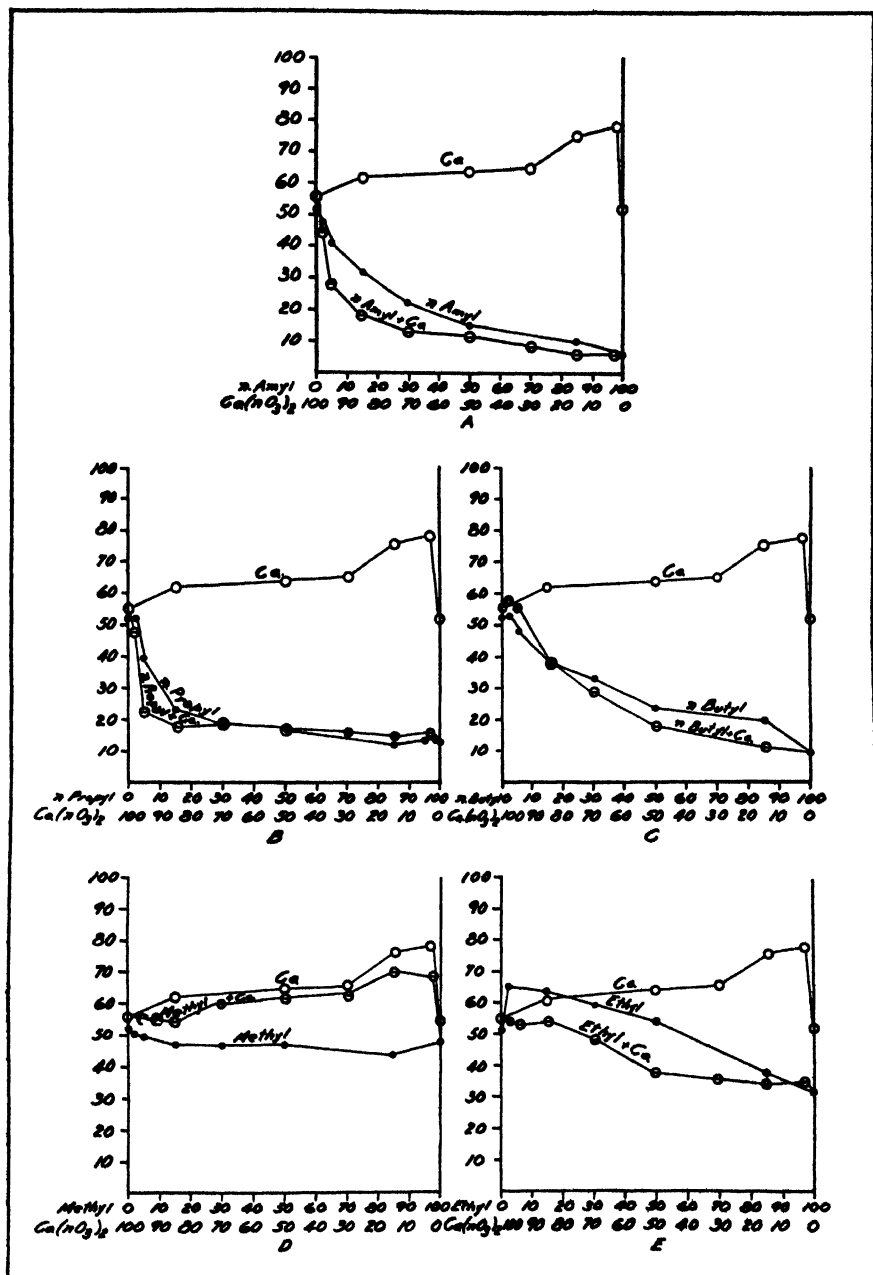 100
90
80
70
60
50
40
30
20
10
Ca
n Amyl
n Amyl+Ca
n. Amyl 0 10 20 30 40 50 60 70 80 90 100
Ca(nO3)2 100 90 80 70 60 50 40 30 20 10 0
A
100
90
80
70
60
50
40
30
20
10
Ca
n Propyl
n Propyl+Ca
n Propyl 0 10 20 30 40 50 60 70 80 90 100
Ca(nO3)2 100 90 80 70 60 50 40 30 20 10 0
B
100
90
80
70
60
50
40
30
20
10
Ca
n Butyl
n Butyl+Ca
n. Butyl 0 10 20 30 40 50 60 70 80 90 100
Ca(nO3)2 100 90 80 70 60 50 40 30 20 10 0
C
100
90
80
70
60
50
40
30
20
10
Ca
Methyl+Ca
Methyl
Methyl 0 10 20 30 40 50 60 70 80 90 100
Ca(nO3)2 100 90 80 70 60 50 40 30 20 10 0
D
100
90
80
70
60
50
40
30
20
10
Ca
Ethyl
Ethyl+Ca
Ethyl 0 10 20 30 40 50 60 70 80 90 100
Ca(nO3)2 100 90 80 70 60 50 40 30 20 10 0
E